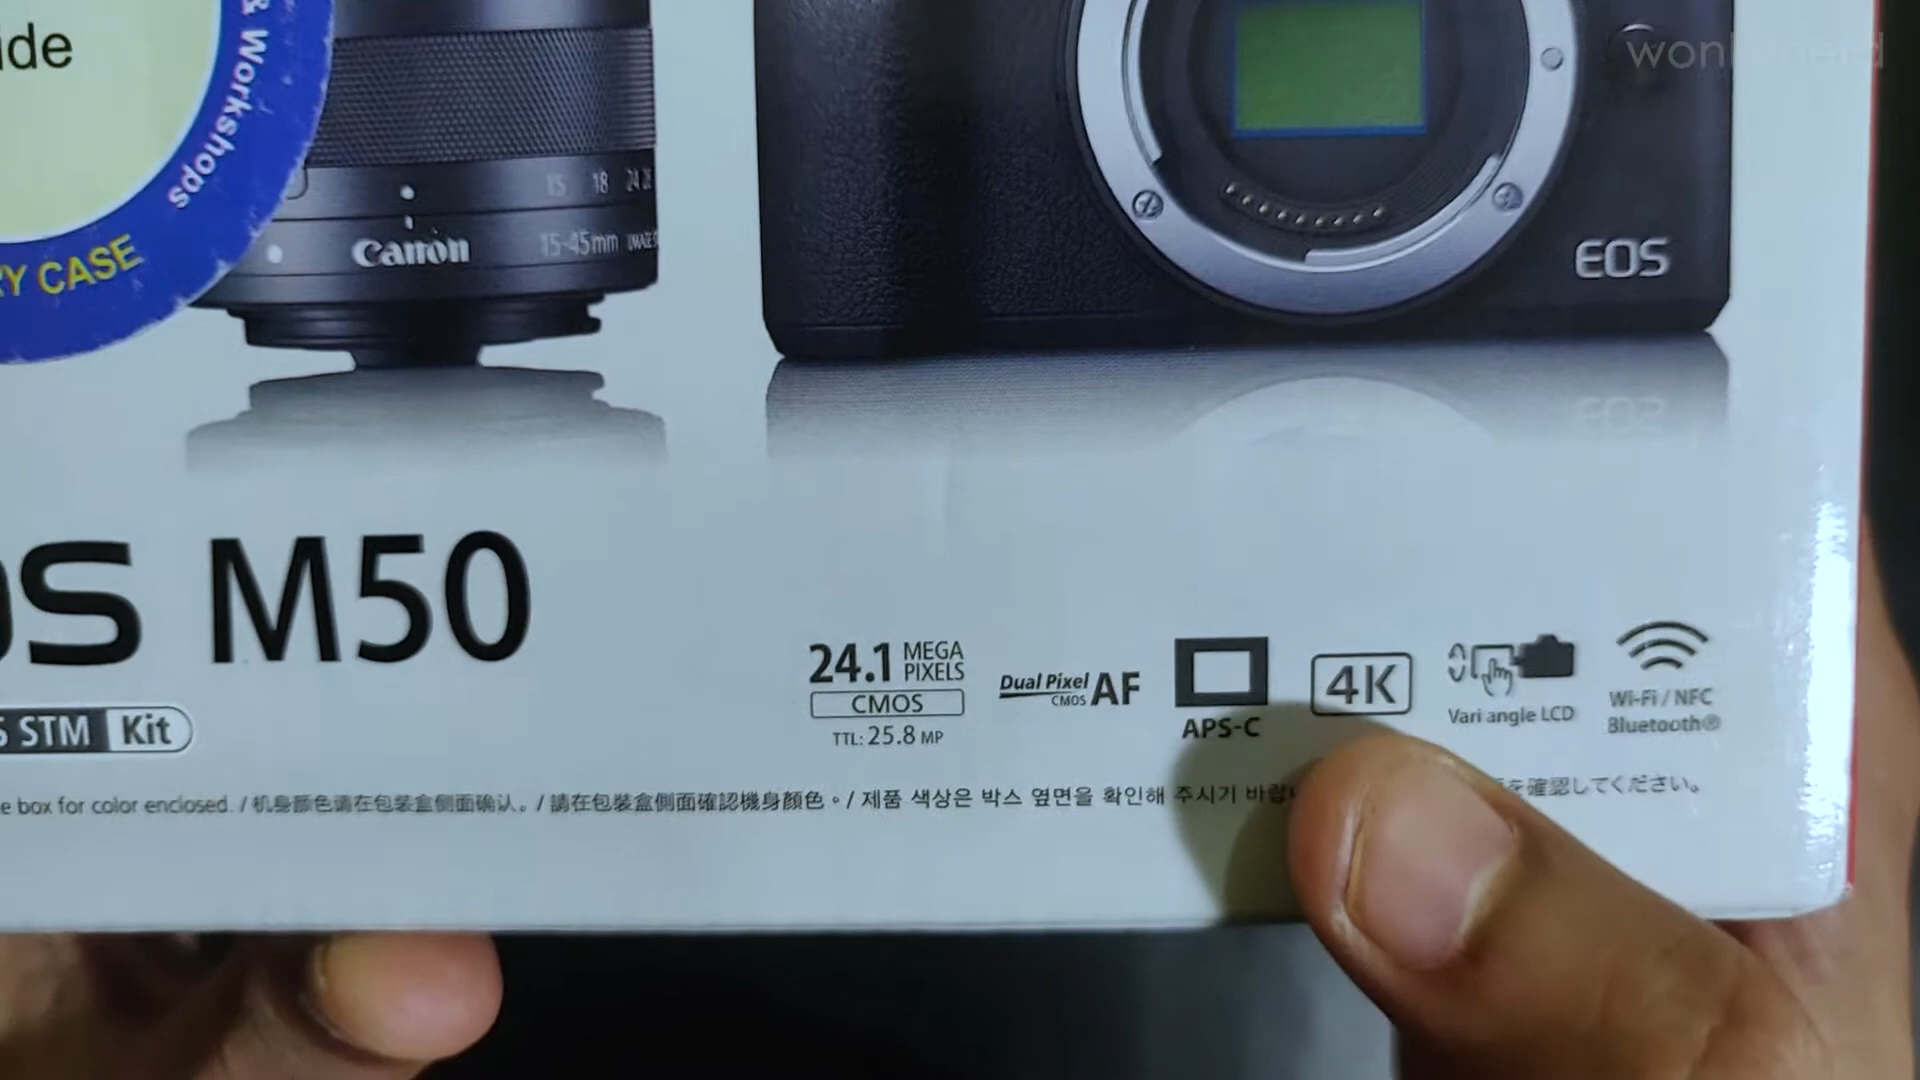 ide
& Workshops
RY CASE
15 18 24 28
Canon
15-45mm IMAGE S
EOS
OS M50
S STM Kit
24.1 MEGA PIXELS
CMOS
TTL: 25.8 MP
Dual Pixel CMOS AF
APS-C
4K
Vari angle LCD
Wi-Fi / NFC
Bluetooth®
e box for color enclosed. / 机身颜色请在包装盒侧面确认。/ 請在包裝盒側面確認機身顏色。/ 제품 색상은 박스 옆면을 확인해 주시기 바랍 を確認してください。